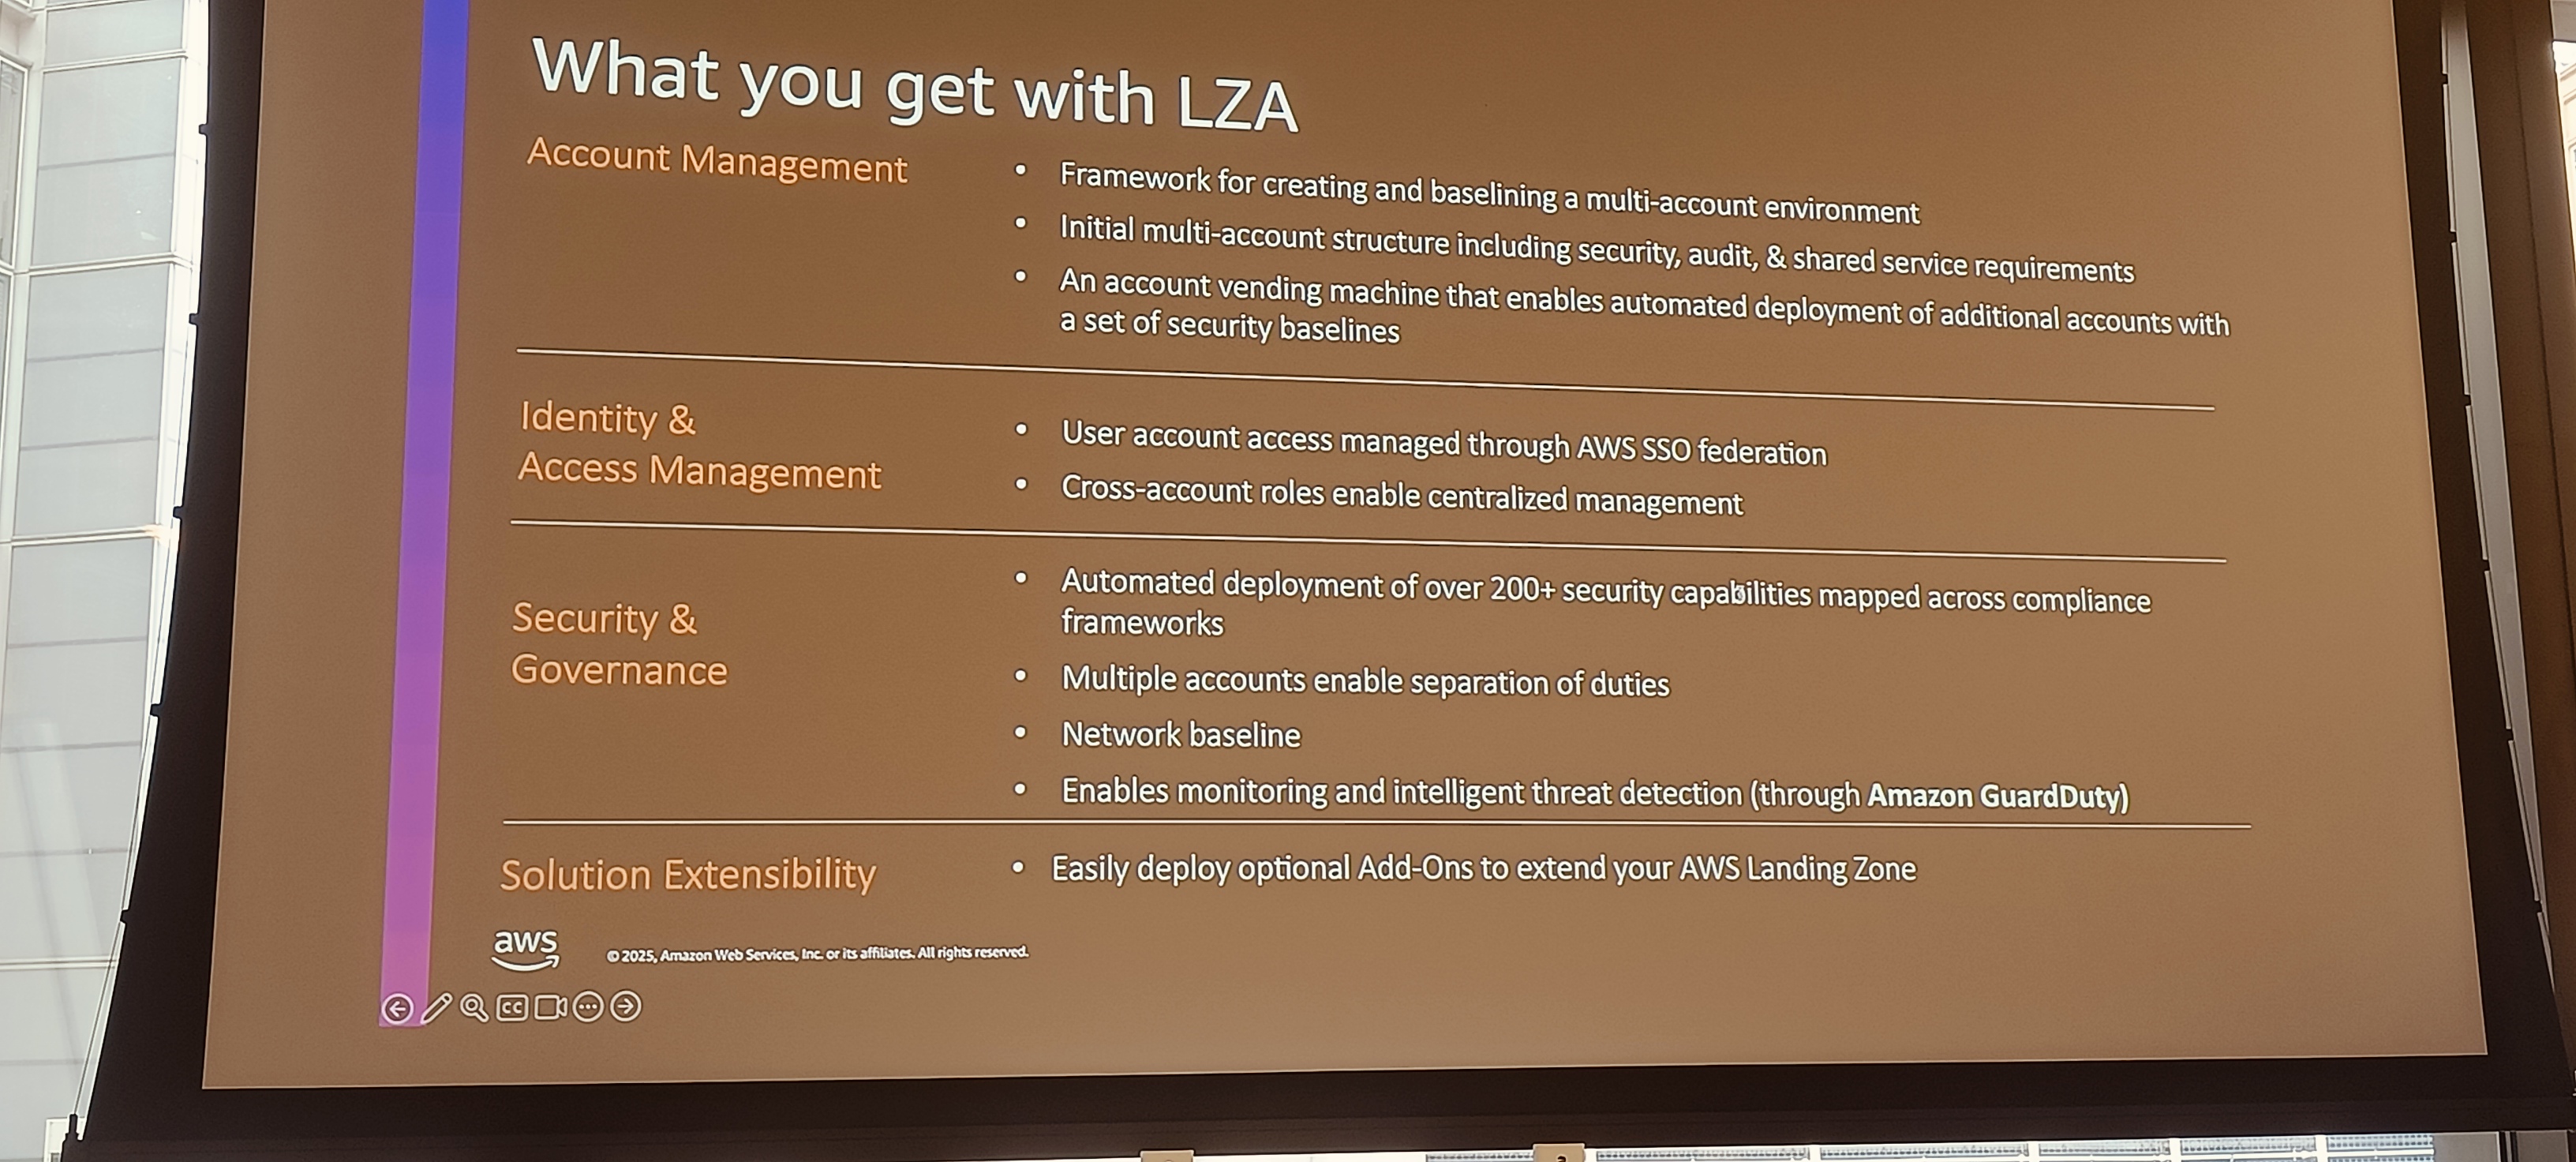 What you get with LZA
Account Management
• Framework for creating and baselining a multi-account environment
• Initial multi-account structure including security, audit, & shared service requirements
• An account vending machine that enables automated deployment of additional accounts with
a set of security baselines
Identity &
Access Management
• User account access managed through AWS SSO federation
• Cross-account roles enable centralized management
Security &
Governance
• Automated deployment of over 200+ security capabilities mapped across compliance
frameworks
• Multiple accounts enable separation of duties
• Network baseline
• Enables monitoring and intelligent threat detection (through Amazon GuardDuty)
Solution Extensibility
• Easily deploy optional Add-Ons to extend your AWS Landing Zone
aws
© 2025, Amazon Web Services, Inc. or its affiliates. All rights reserved.
CC